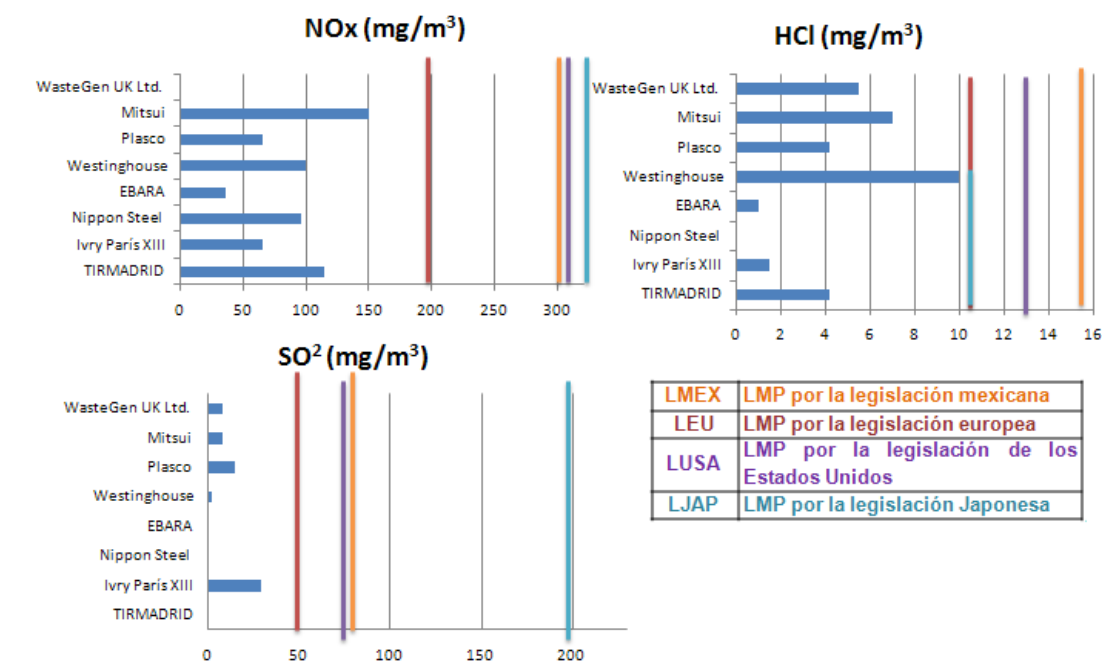 NOx (mg/m³)
WasteGen UK Ltd.
Mitsui
Plasco
Westinghouse
EBARA
Nippon Steel
Ivry París XIII
TIRMADRID
0 50 100 150 200 250 300
HCl (mg/m³)
WasteGen UK Ltd.
Mitsui
Plasco
Westinghouse
EBARA
Nippon Steel
Ivry París XIII
TIRMADRID
0 2 4 6 8 10 12 14 16
SO² (mg/m³)
WasteGen UK Ltd.
Mitsui
Plasco
Westinghouse
EBARA
Nippon Steel
Ivry París XIII
TIRMADRID
0 50 100 150 200
LMEX LMP por la legislación mexicana
LEU LMP por la legislación europea
LUSA LMP por la legislación de los
Estados Unidos
LJAP LMP por la legislación Japonesa